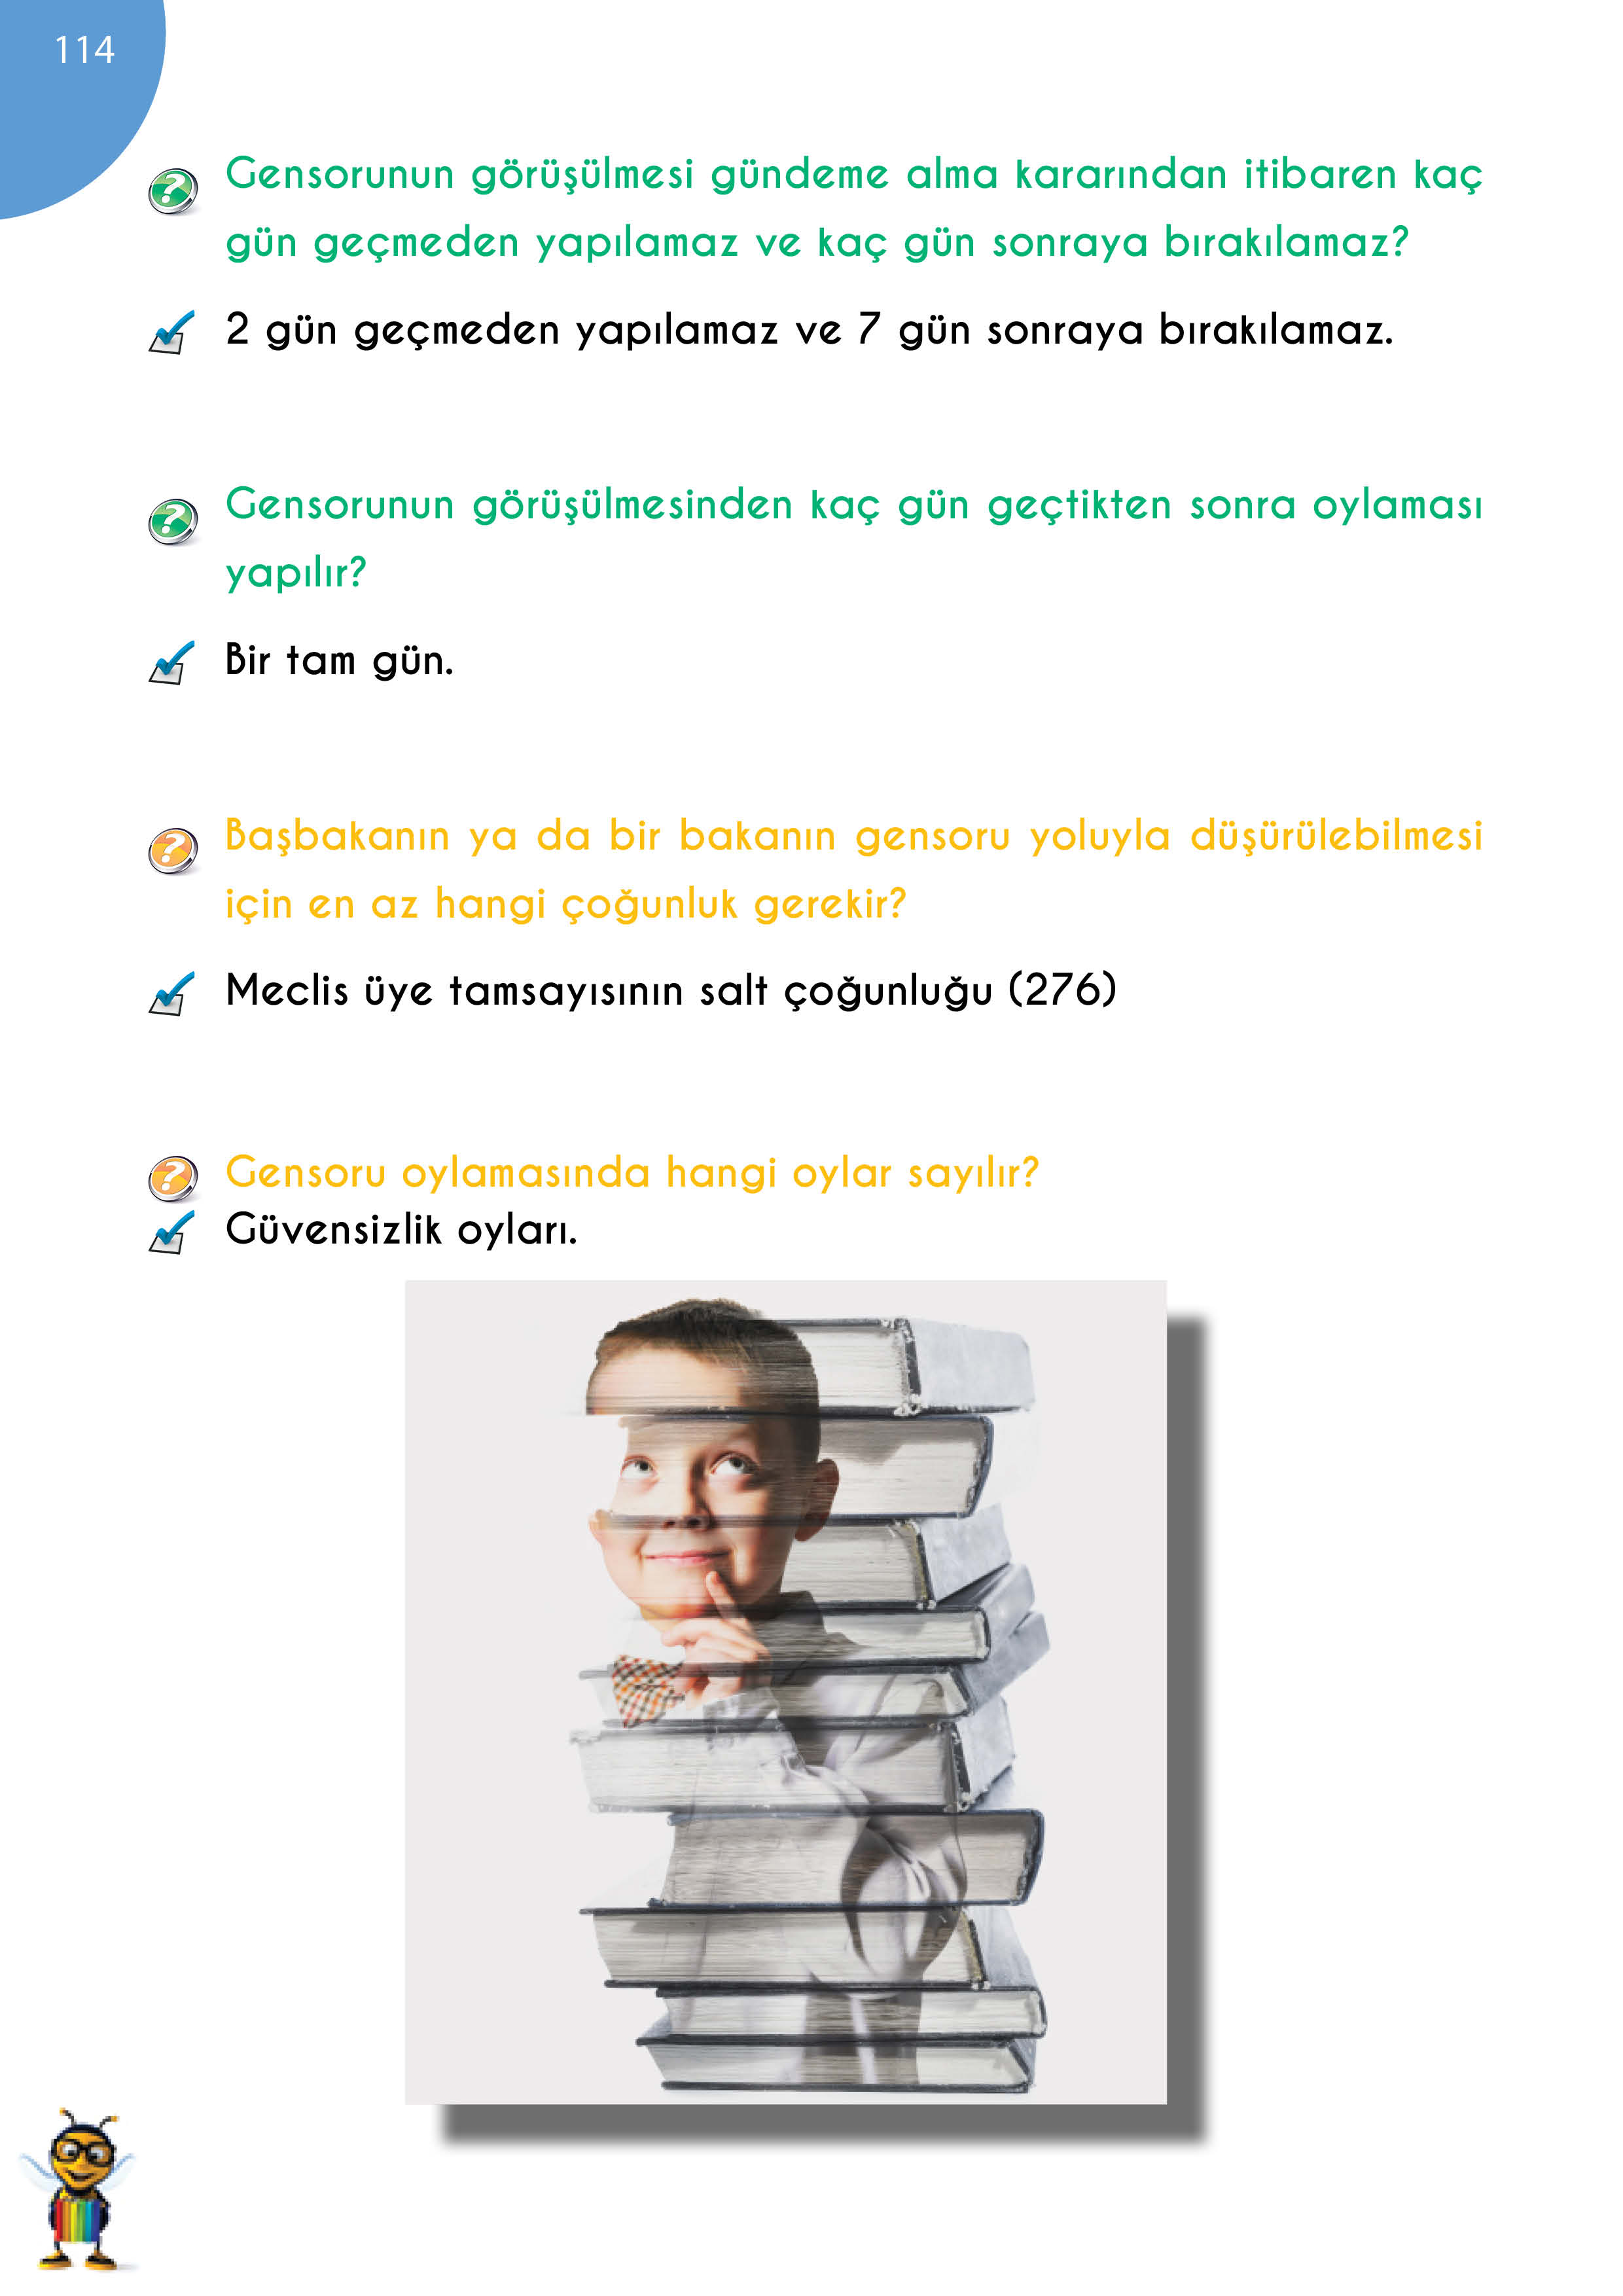 114
Gensorunun görüşülmesi gündeme alma kararından itibaren kaç
gün geçmeden yapılamaz ve kaç gün sonraya bırakılamaz?
2 gün geçmeden yapılamaz ve 7 gün sonraya bırakılamaz.
Gensorunun görüşülmesinden kaç gün geçtikten sonra oylaması
yapılır?
Bir tam gün.
Başbakanın ya da bir bakanın gensoru yoluyla düşürülebilmesi
için en az hangi çoğunluk gerekir?
Meclis üye tamsayısının salt çoğunluğu (276)
Gensoru oylamasında hangi oylar sayılır?
Güvensizlik oyları.